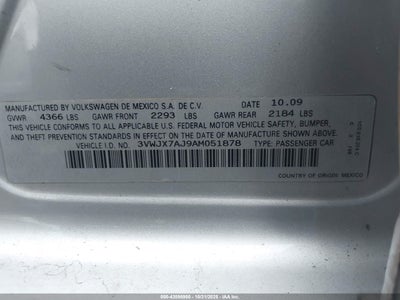 MANUFACTURED BY VOLKSWAGEN DE MEXICO S.A. DE C.V. 10.09
GVWR 4366 LBS GAWR FRONT 2293 LBS GAWR REAR 2184 LBS
THIS VEHICLE CONFORMS TO ALL APPLICABLE U.S. FEDERAL MOTOR VEHICLE SAFETY, BUMPER,
AND THEFT PREVENTION STANDARDS IN EFFECT ON THE DATE OF MANUFACTURE SHOWN ABOVE.
VEHICLE I.D. NO. 3VWJX7AJ9AM051878 TYPE: PASSENGER CAR
COUNTRY OF ORIGIN: MEXICO